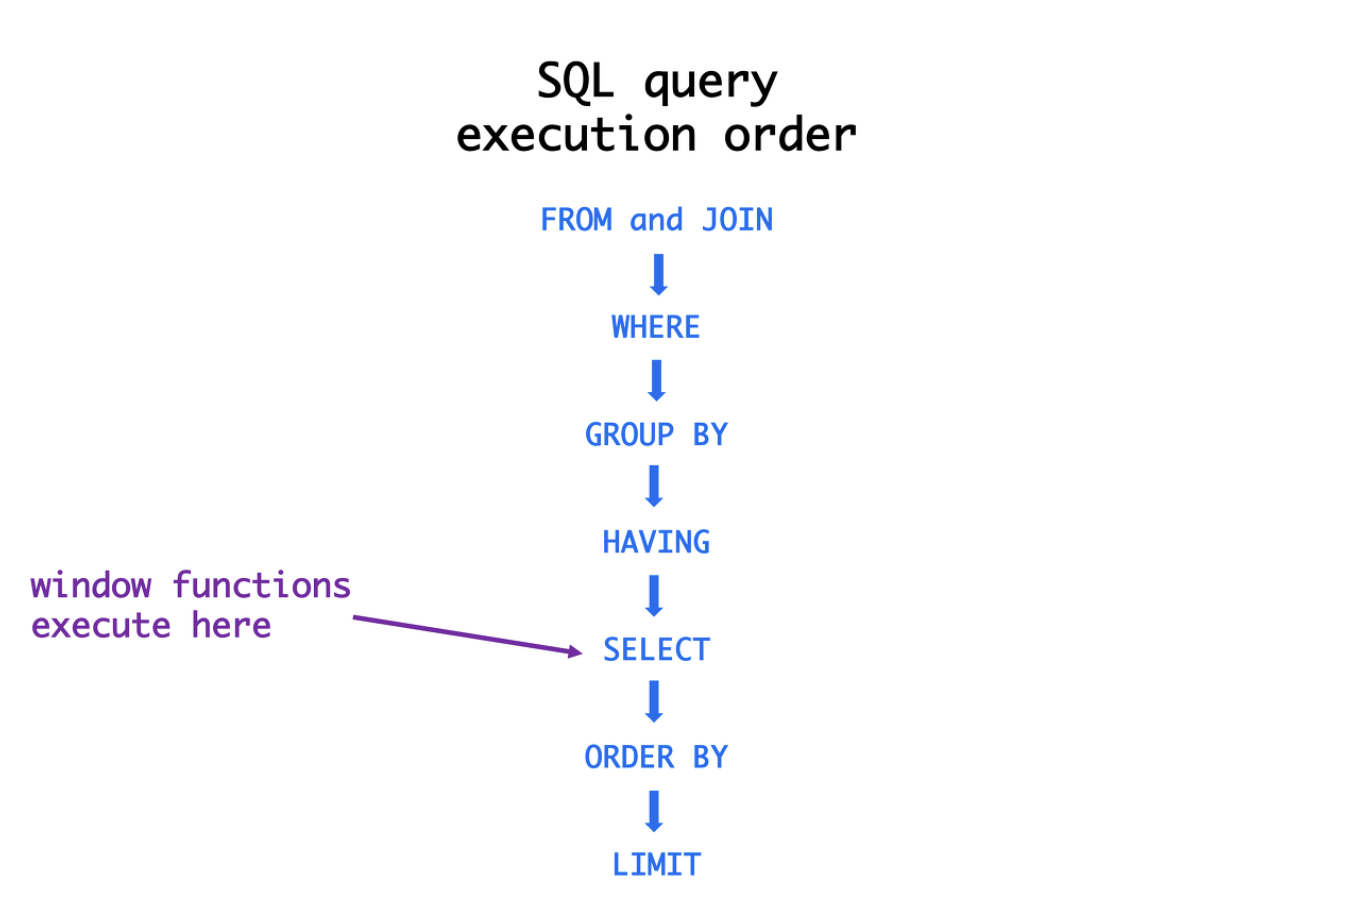 SQL query
execution order
FROM and JOIN
WHERE
GROUP BY
HAVING
window functions
execute here
SELECT
ORDER BY
LIMIT